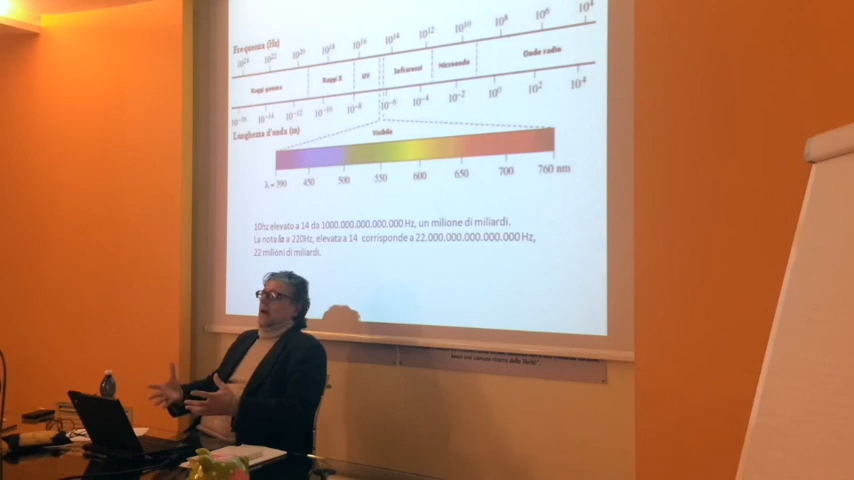 Frequenza (Hz)
10²⁴ 10²² 10²⁰ 10¹⁸ 10¹⁶ 10¹⁴ 10¹² 10¹⁰ 10⁸ 10⁶ 10⁴
Raggi gamma Raggi X UV Infrarossi Microonde Onde radio
10⁻¹⁶ 10⁻¹⁴ 10⁻¹² 10⁻¹⁰ 10⁻⁸ 10⁻⁶ 10⁻⁴ 10⁻² 10⁰ 10² 10⁴
Lunghezza d'onda (m)
Visibile
λ = 390 450 500 550 600 650 700 760 nm
10hz elevato a 14 da 1000.000.000.000.000 Hz, un milione di miliardi.
La nota la a 220Hz, elevata a 14 corrisponde a 22.000.000.000.000.000 Hz,
22 milioni di miliardi.